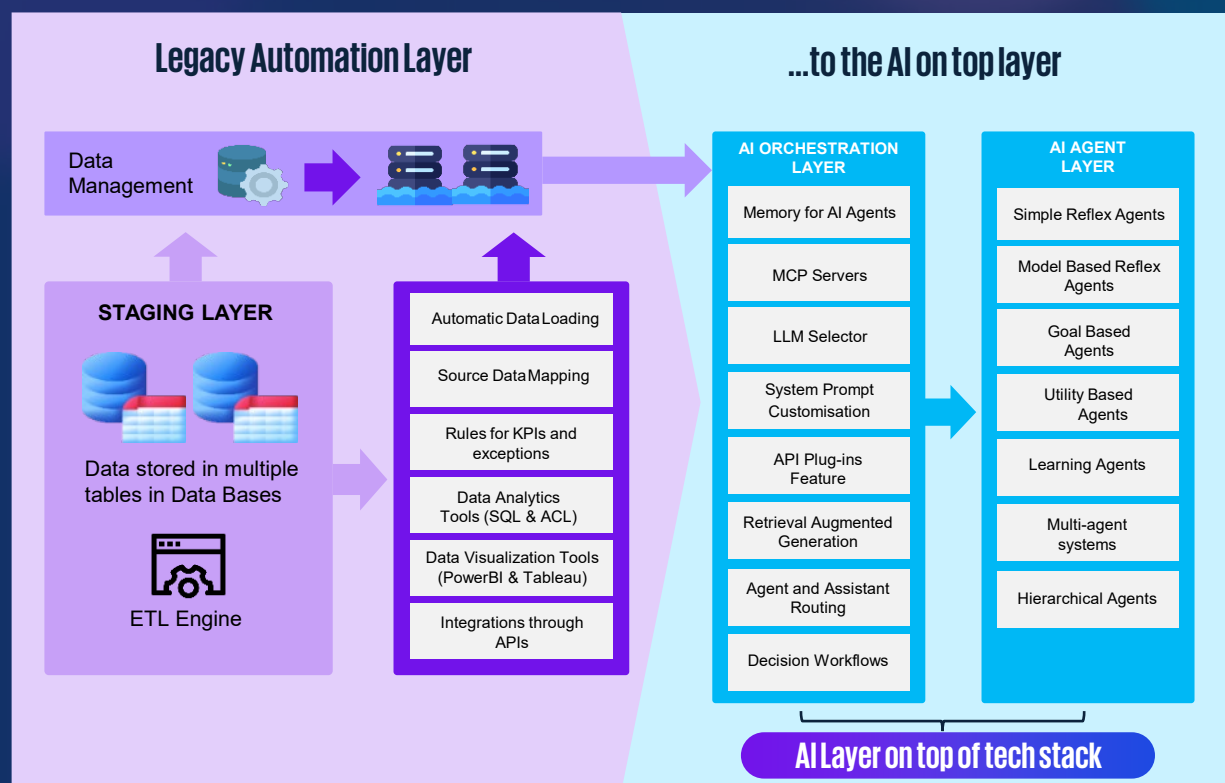 Legacy Automation Layer
...to the AI on top layer
Data
Management
STAGING LAYER
Data stored in multiple
tables in Data Bases
ETL Engine
Automatic Data Loading
Source Data Mapping
Rules for KPIs and
exceptions
Data Analytics
Tools (SQL & ACL)
Data Visualization Tools
(PowerBI & Tableau)
Integrations through
APIs
AI ORCHESTRATION
LAYER
Memory for AI Agents
MCP Servers
LLM Selector
System Prompt
Customisation
API Plug-ins
Feature
Retrieval Augmented
Generation
Agent and Assistant
Routing
Decision Workflows
AI AGENT
LAYER
Simple Reflex Agents
Model Based Reflex
Agents
Goal Based
Agents
Utility Based
Agents
Learning Agents
Multi-agent
systems
Hierarchical Agents
AI Layer on top of tech stack